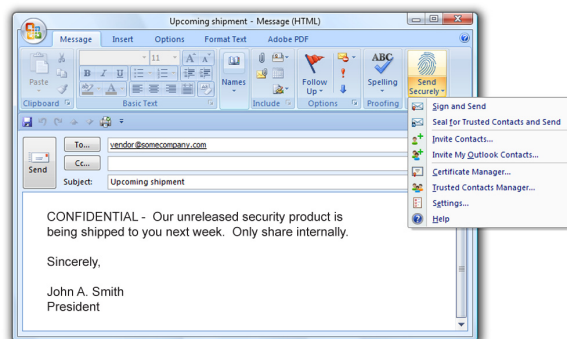 Upcoming shipment - Message (HTML)
Message Insert Options Format Text Adobe PDF
Paste
11
A A
B I U
Names
Follow Up
Spelling
Send Securely
Clipboard Basic Text Include Options Proofing
Sign and Send
Seal for Trusted Contacts and Send
Invite Contacts...
Invite My Outlook Contacts...
Certificate Manager...
Trusted Contacts Manager...
Settings...
Help
Send
To... vendor@somecompany.com
Cc...
Subject: Upcoming shipment
CONFIDENTIAL - Our unreleased security product is
being shipped to you next week. Only share internally.
Sincerely,
John A. Smith
President